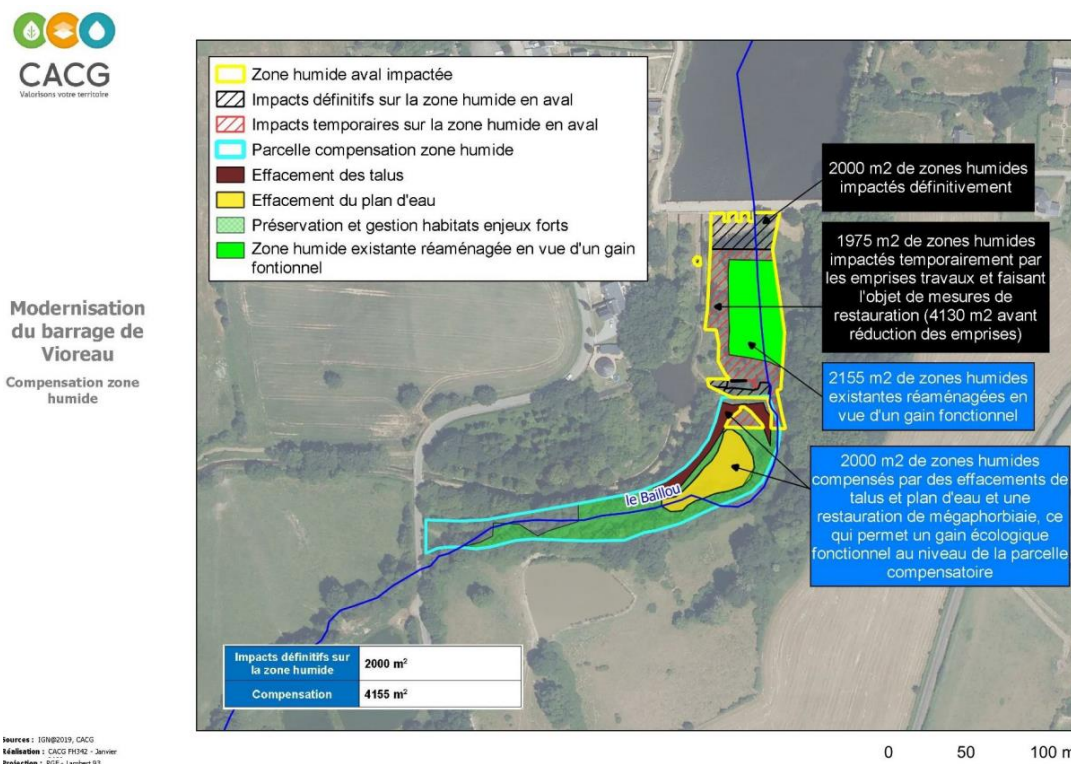 CACG
Valorisons votre territoire
Modernisation
du barrage de
Vioreau
Compensation zone
humide
Zone humide aval impactée
Impacts définitifs sur la zone humide en aval
Impacts temporaires sur la zone humide en aval
Parcelle compensation zone humide
Effacement des talus
Effacement du plan d'eau
Préservation et gestion habitats enjeux forts
Zone humide existante réaménagée en vue d'un gain
fontionnel
2000 m2 de zones humides
impactés définitivement
1975 m2 de zones humides
impactés temporairement par
les emprises travaux et faisant
l'objet de mesures de
restauration (4130 m2 avant
réduction des emprises)
2155 m2 de zones humides
existantes réaménagées en
vue d'un gain fonctionnel
2000 m2 de zones humides
compensés par des effacements de
talus et plan d'eau et une
restauration de mégaphorbiaie, ce
qui permet un gain écologique
fonctionnel au niveau de la parcelle
compensatoire
le Baillou
Impacts définitifs sur
la zone humide
2000 m²
Compensation
4155 m²
Sources : IGN@2019, CACG
Réalisation : CACG FH342 - Janvier
Projection : RGF - Lambert 93
0 50 100 m